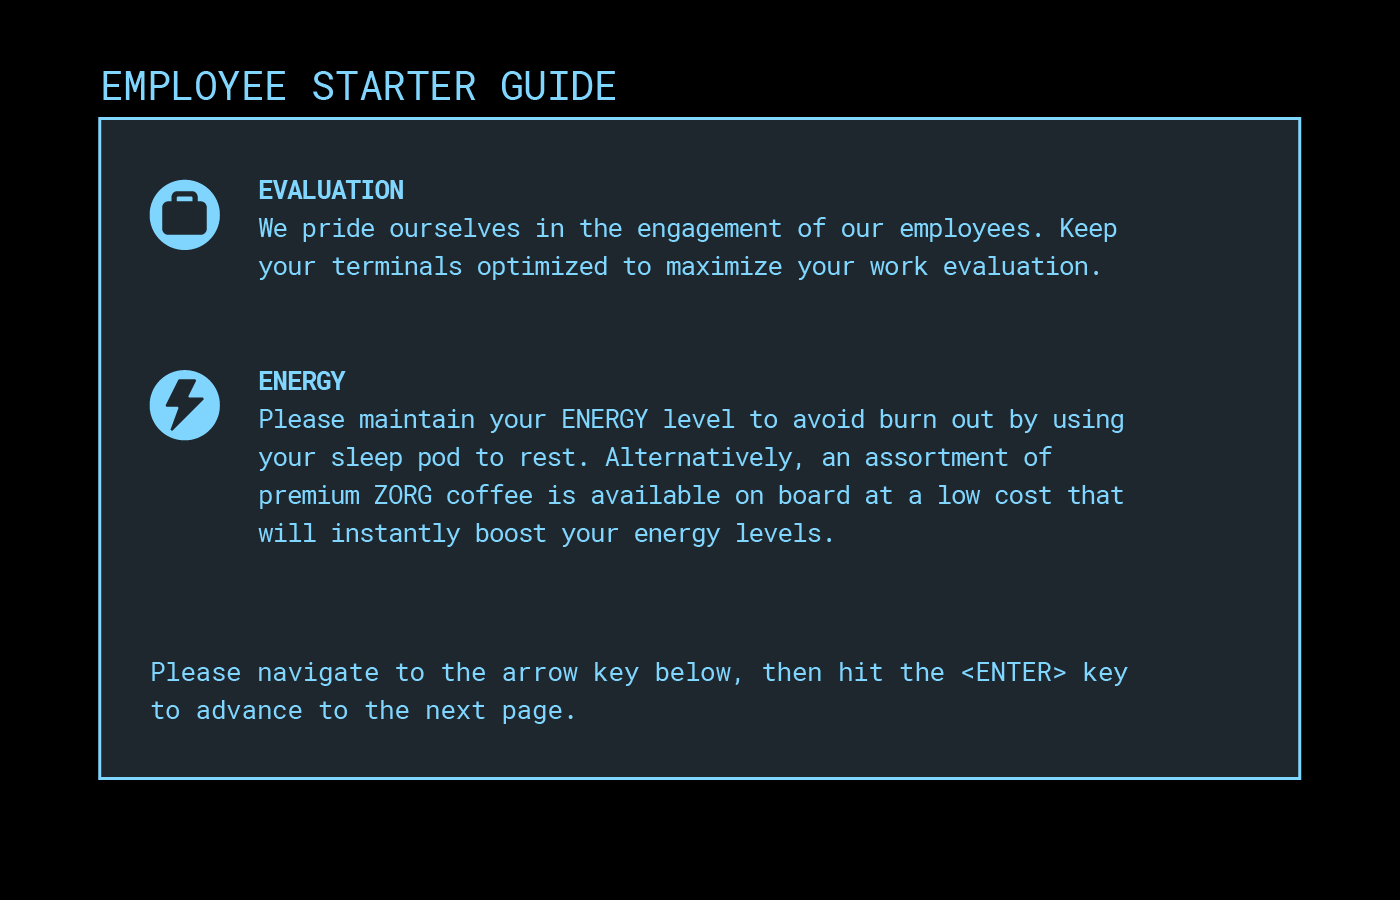 EMPLOYEE STARTER GUIDE
EVALUATION
We pride ourselves in the engagement of our employees. Keep
your terminals optimized to maximize your work evaluation.
ENERGY
Please maintain your ENERGY level to avoid burn out by using
your sleep pod to rest. Alternatively, an assortment of
premium ZORG coffee is available on board at a low cost that
will instantly boost your energy levels.
Please navigate to the arrow key below, then hit the <ENTER> key
to advance to the next page.